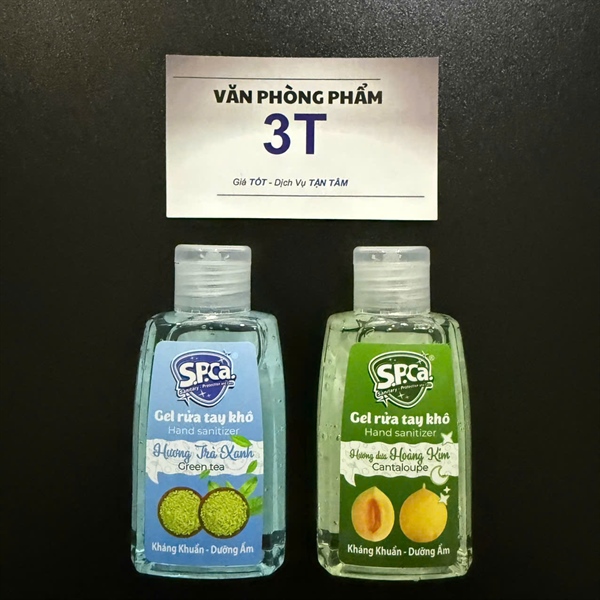 VĂN PHÒNG PHẨM
3T
Giá TỐT - Dịch Vụ TẬN TÂM
S.P.Ca.
Gel rửa tay khô
Hand sanitizer
Hương Trà Xanh
Green tea
Kháng Khuẩn - Dưỡng Ẩm
S.P.Ca.
Gel rửa tay khô
Hand sanitizer
Hương dưa Hoàng Kim
Cantaloupe
Kháng Khuẩn - Dưỡng Ẩm